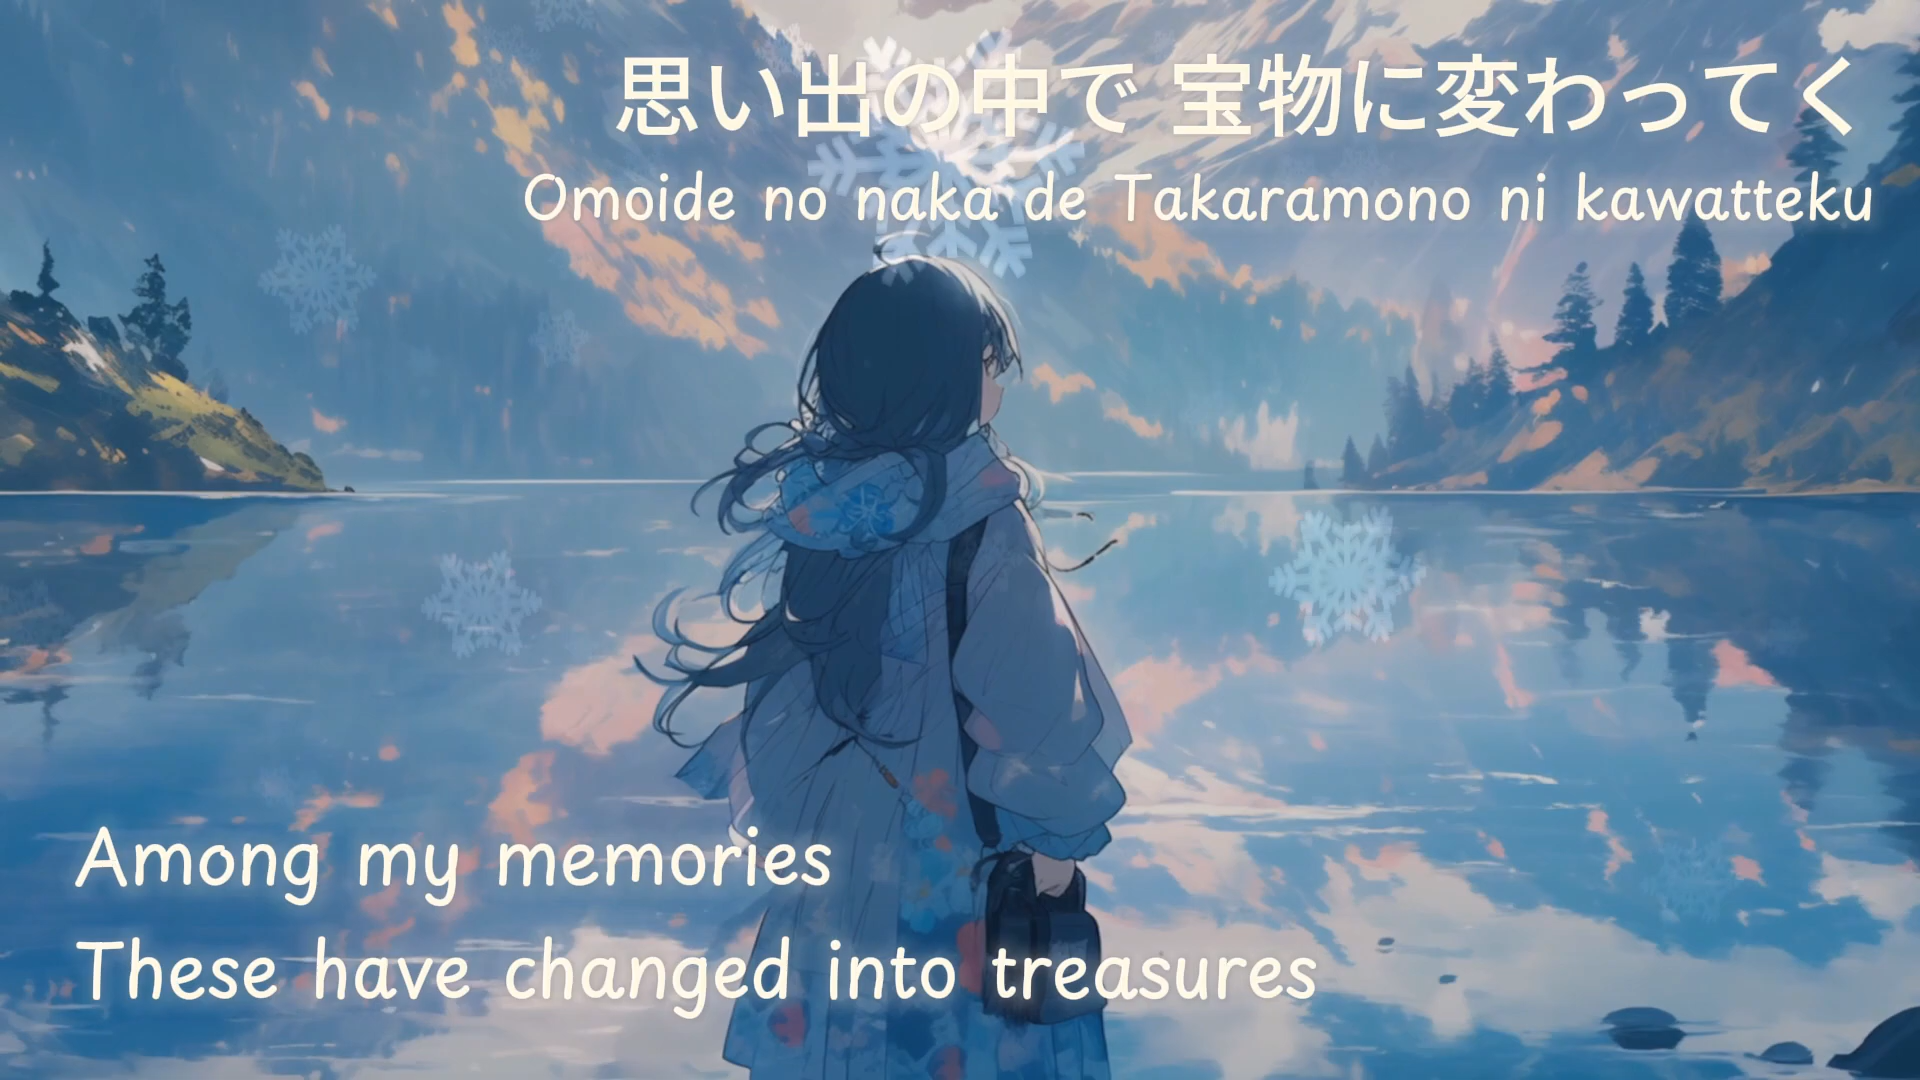 思い出の中で 宝物に変わってく
Omoide no naka de Takaramono ni kawatteku
Among my memories
These have changed into treasures